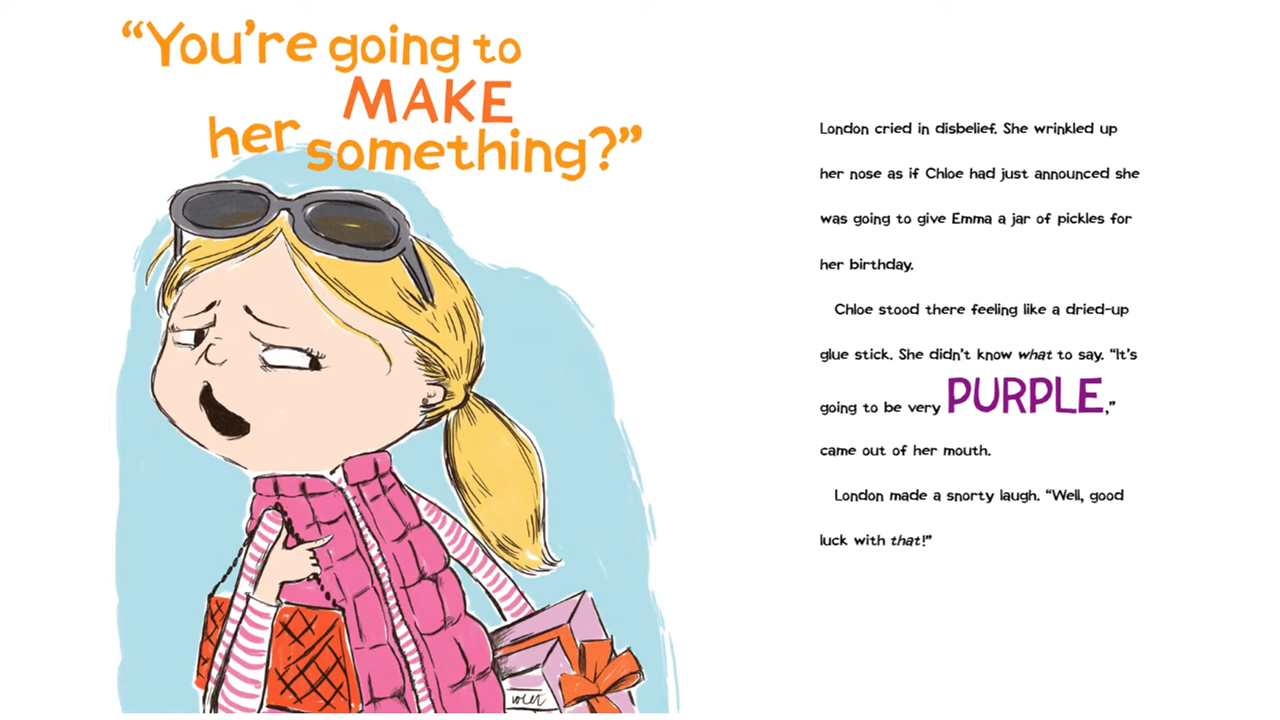 “You’re going to
MAKE
her something?”
London cried in disbelief. She wrinkled up
her nose as if Chloe had just announced she
was going to give Emma a jar of pickles for
her birthday.
Chloe stood there feeling like a dried-up
glue stick. She didn’t know what to say. “It’s
going to be very PURPLE,”
came out of her mouth.
London made a snorty laugh. “Well, good
luck with that!”